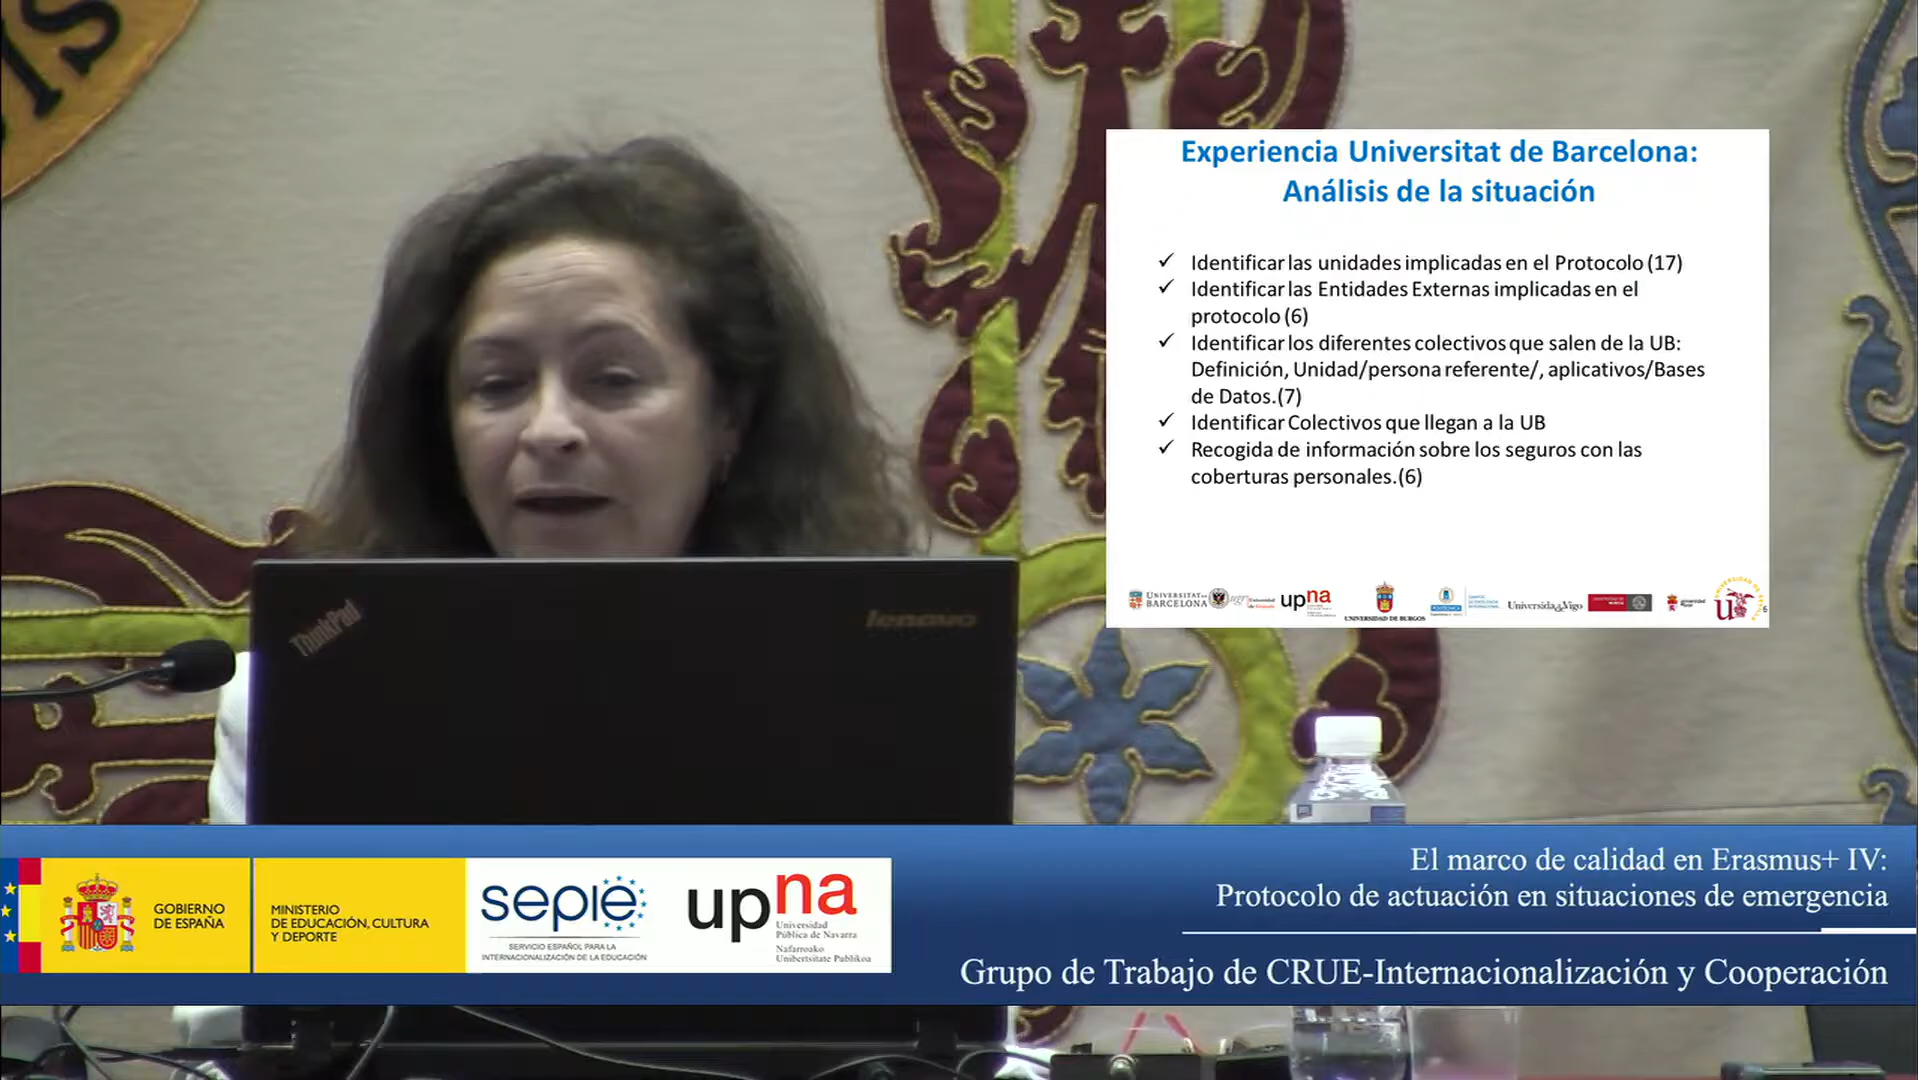 IS
Experiencia Universitat de Barcelona:
Análisis de la situación
✓ Identificar las unidades implicadas en el Protocolo (17)
✓ Identificar las Entidades Externas implicadas en el
protocolo (6)
✓ Identificar los diferentes colectivos que salen de la UB:
Definición, Unidad/persona referente/, aplicativos/Bases
de Datos.(7)
✓ Identificar Colectivos que llegan a la UB
✓ Recogida de información sobre los seguros con las
coberturas personales.(6)
UNIVERSITAT DE
BARCELONA
ugr
upna
UNIVERSIDAD DE BURGOS
Universida de Vigo
6
ThinkPad
lenovo
GOBIERNO
DE ESPAÑA
MINISTERIO
DE EDUCACIÓN, CULTURA
Y DEPORTE
sepie
SERVICIO ESPAÑOL PARA LA
INTERNACIONALIZACIÓN DE LA EDUCACIÓN
upna
Universidad
Pública de Navarra
Nafarroako
Unibertsitate Publikoa
El marco de calidad en Erasmus+ IV:
Protocolo de actuación en situaciones de emergencia
Grupo de Trabajo de CRUE-Internacionalización y Cooperación